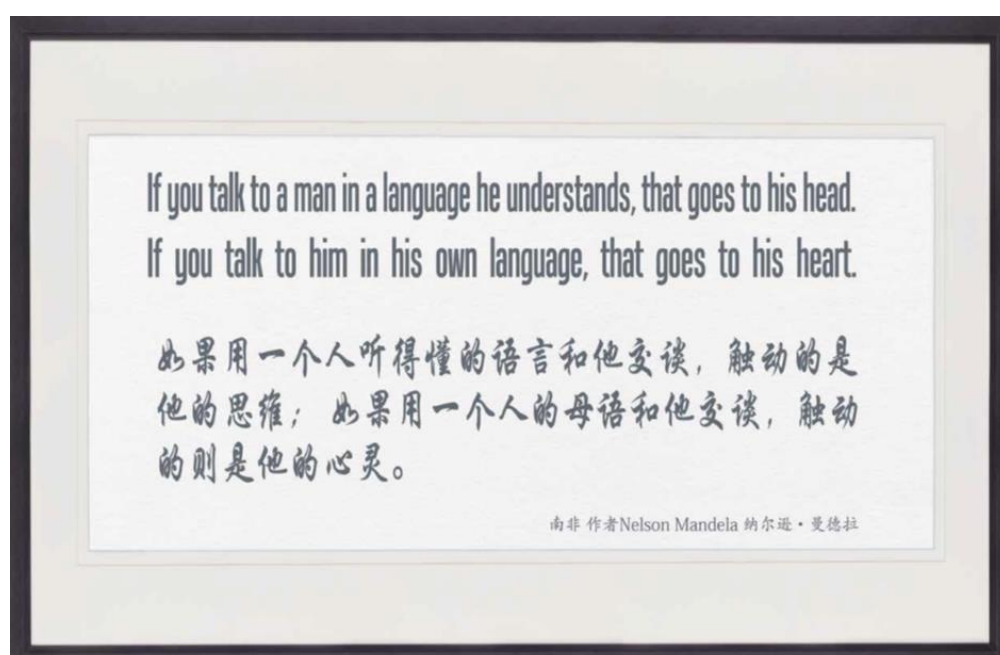 If you talk to a man in a language he understands, that goes to his head.
If you talk to him in his own language, that goes to his heart.
如果用一个人听得懂的语言和他交谈，触动的是
他的思维；如果用一个人的母语和他交谈，触动
的则是他的心灵。
南非 作者Nelson Mandela 纳尔逊·曼德拉